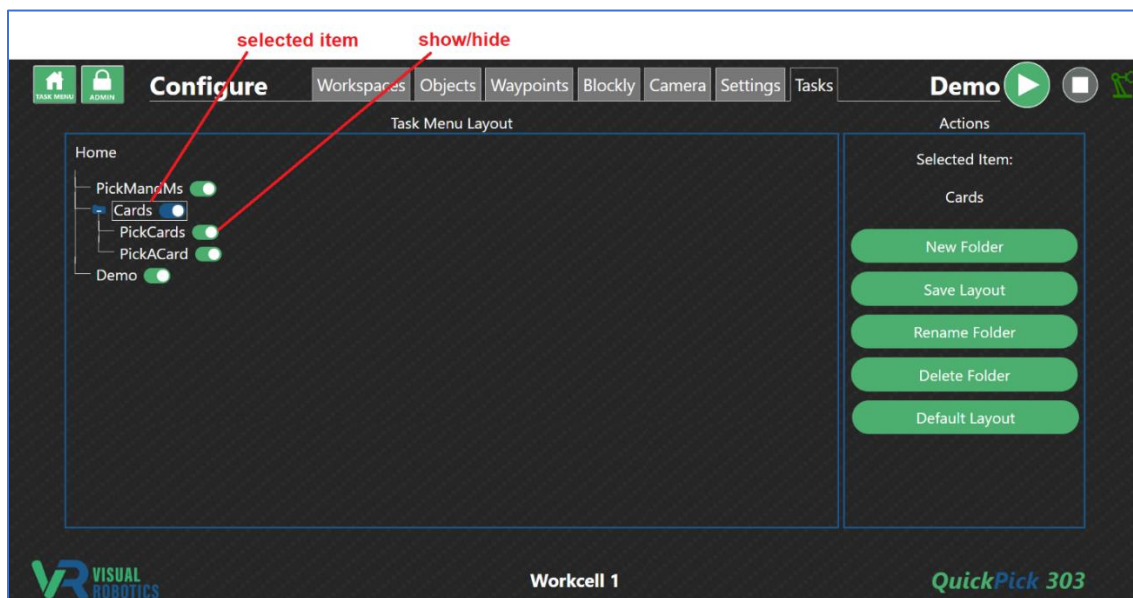 selected item show/hide
TASK MENU ADMIN Configure Workspaces Objects Waypoints Blockly Camera Settings Tasks Demo
Task Menu Layout Actions
Home
PickMandMs
Cards
PickCards
PickACard
Demo
Selected Item:
Cards
New Folder
Save Layout
Rename Folder
Delete Folder
Default Layout
VR VISUAL
ROBOTICS
Workcell 1
QuickPick 303